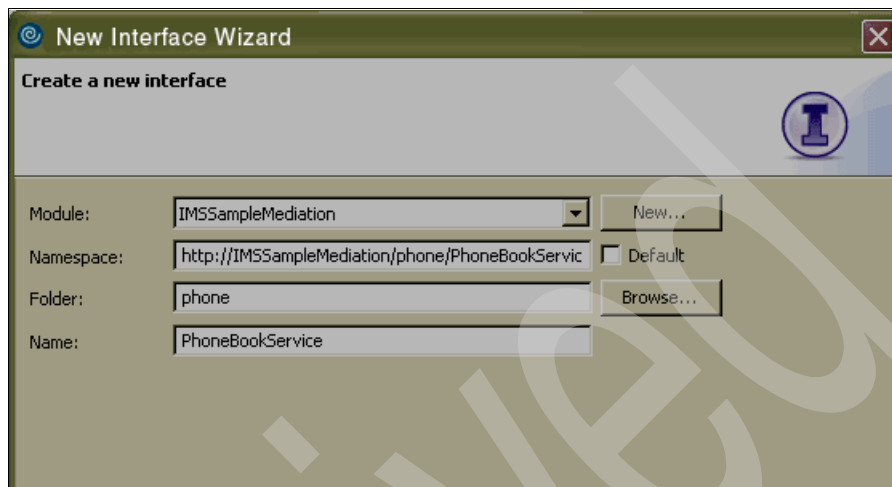 New Interface Wizard
Create a new interface
Module: IMSSampleMediation New...
Namespace: http://IMSSampleMediation/phone/PhoneBookServic Default
Folder: phone Browse...
Name: PhoneBookService